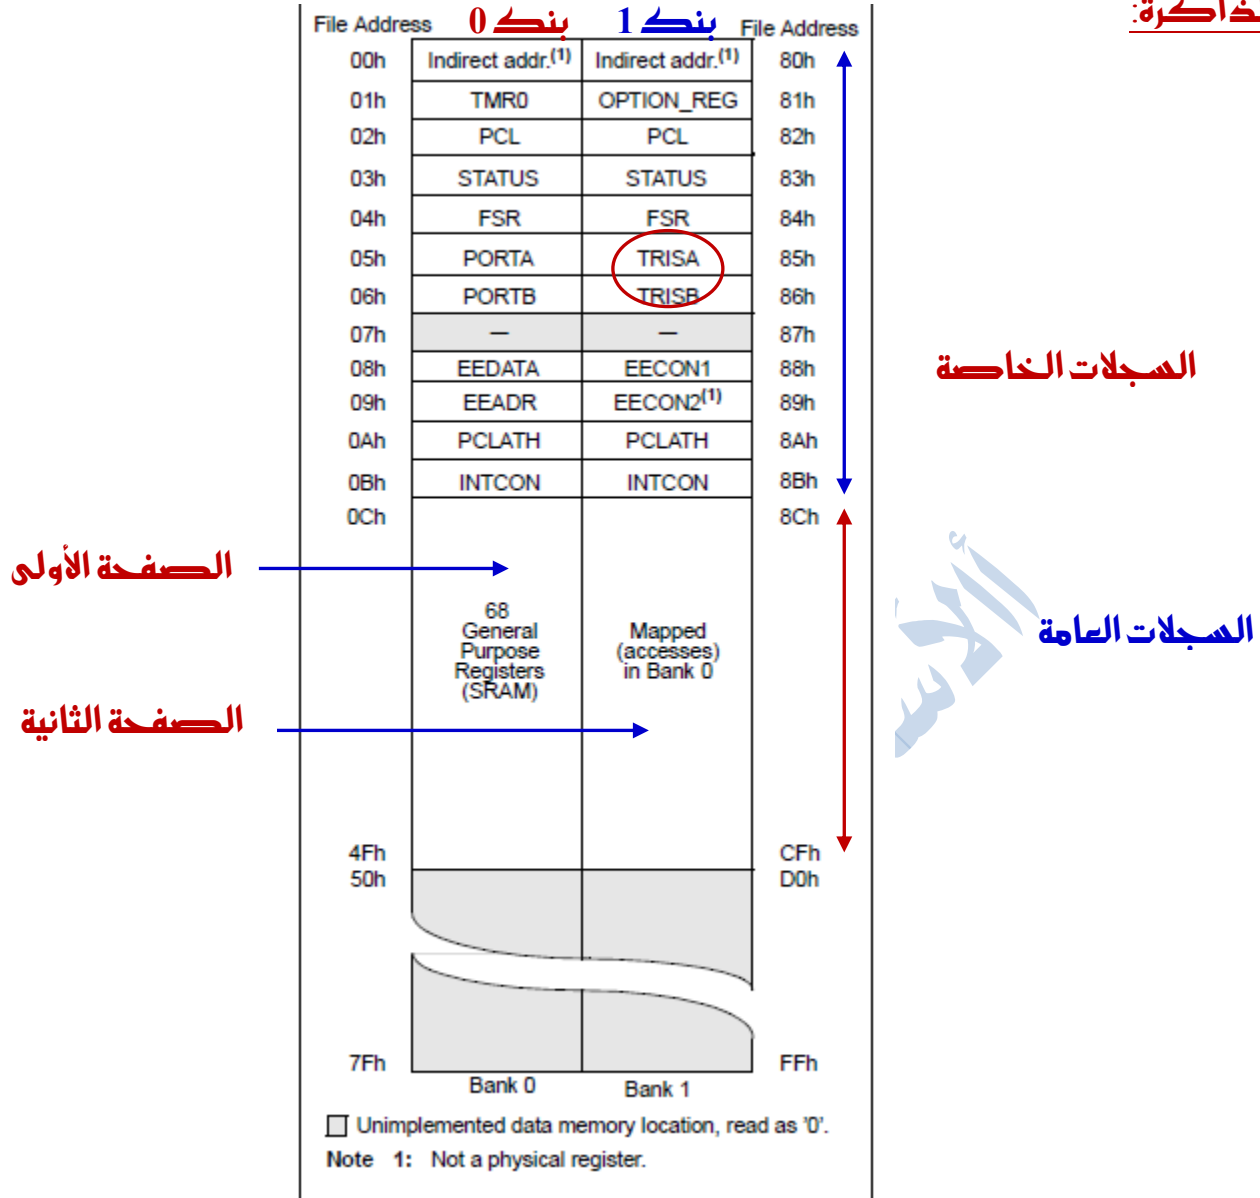 ذاكرة:
بنك 0 بنك 1
File Address File Address
00h Indirect addr.(1) Indirect addr.(1) 80h
01h TMR0 OPTION_REG 81h
02h PCL PCL 82h
03h STATUS STATUS 83h
04h FSR FSR 84h
05h PORTA TRISA 85h
06h PORTB TRISB 86h
07h — — 87h
08h EEDATA EECON1 88h
09h EEADR EECON2(1) 89h
0Ah PCLATH PCLATH 8Ah
0Bh INTCON INTCON 8Bh
0Ch 8Ch
السجلات الخاصة
الصفحة الأولى
68
General
Purpose
Registers
(SRAM)
Mapped
(accesses)
in Bank 0
السجلات العامة
الصفحة الثانية
4Fh CFh
50h D0h
7Fh FFh
Bank 0 Bank 1
Unimplemented data memory location, read as '0'.
Note 1: Not a physical register.